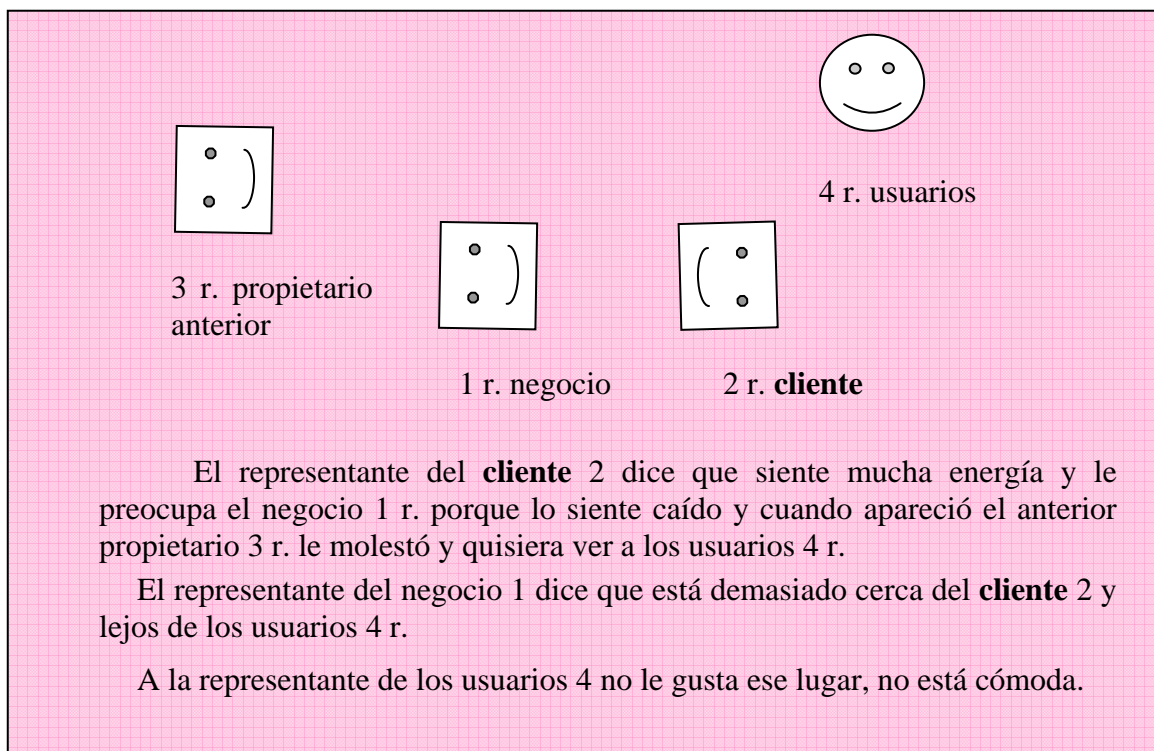 4 r. usuarios
3 r. propietario
anterior
1 r. negocio
2 r. cliente
El representante del cliente 2 dice que siente mucha energía y le
preocupa el negocio 1 r. porque lo siente caído y cuando apareció el anterior
propietario 3 r. le molestó y quisiera ver a los usuarios 4 r.
El representante del negocio 1 dice que está demasiado cerca del cliente 2 y
lejos de los usuarios 4 r.
A la representante de los usuarios 4 no le gusta ese lugar, no está cómoda.